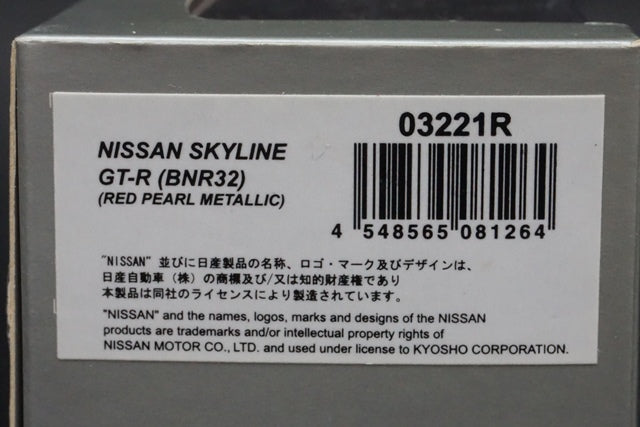 03221R
NISSAN SKYLINE
GT-R (BNR32)
(RED PEARL METALLIC)
4 548565 081264
"NISSAN" 並びに日産製品の名称、ロゴ・マーク及びデザインは、
日産自動車（株）の商標及び/又は知的財産権であり
本製品は同社のライセンスにより製造されています。
"NISSAN" and the names, logos, marks and designs of the NISSAN
products are trademarks and/or intellectual property rights of
NISSAN MOTOR CO., LTD. and used under license to KYOSHO CORPORATION.